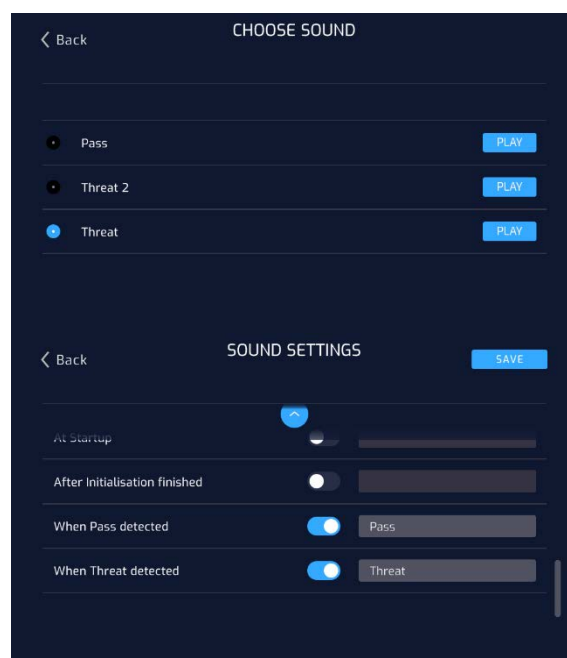 Back
CHOOSE SOUND
Pass PLAY
Threat 2 PLAY
Threat PLAY
Back
SOUND SETTINGS
SAVE
At Startup
After Initialisation finished
When Pass detected Pass
When Threat detected Threat